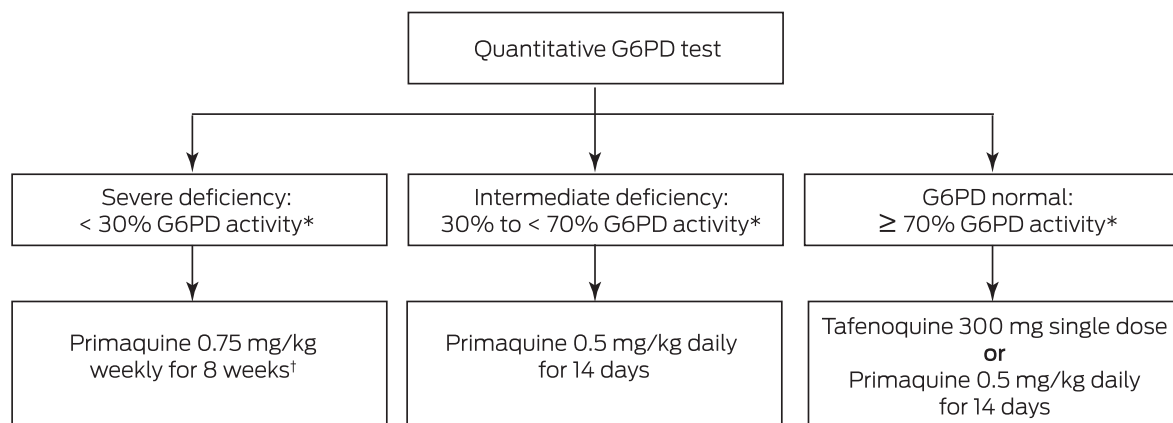 Quantitative G6PD test
Severe deficiency:
< 30% G6PD activity*
Intermediate deficiency:
30% to < 70% G6PD activity*
G6PD normal:
≥ 70% G6PD activity*
Primaquine 0.75 mg/kg
weekly for 8 weeks†
Primaquine 0.5 mg/kg daily
for 14 days
Tafenoquine 300 mg single dose
or
Primaquine 0.5 mg/kg daily
for 14 days